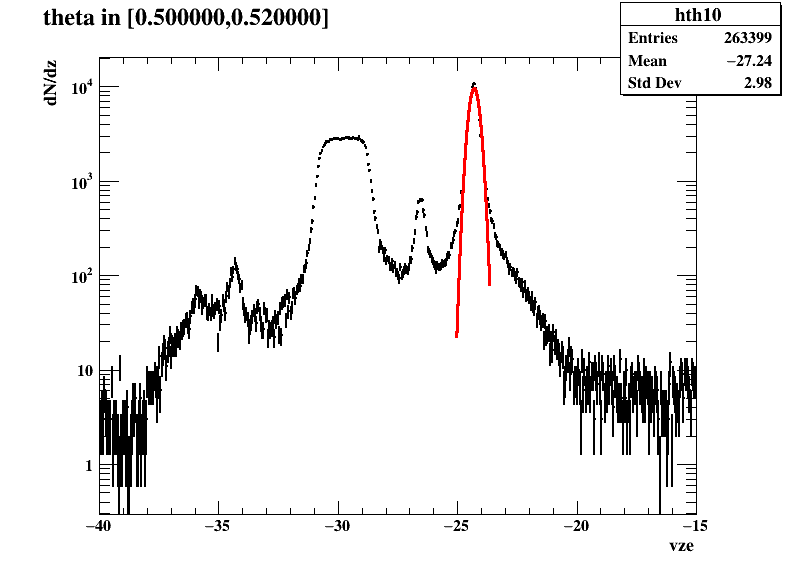 theta in [0.500000,0.520000]
hth10
Entries 263399
Mean −27.24
Std Dev 2.98
dN/dz
10⁴
10³
10²
10
1
−40 −35 −30 −25 −20 −15
vze